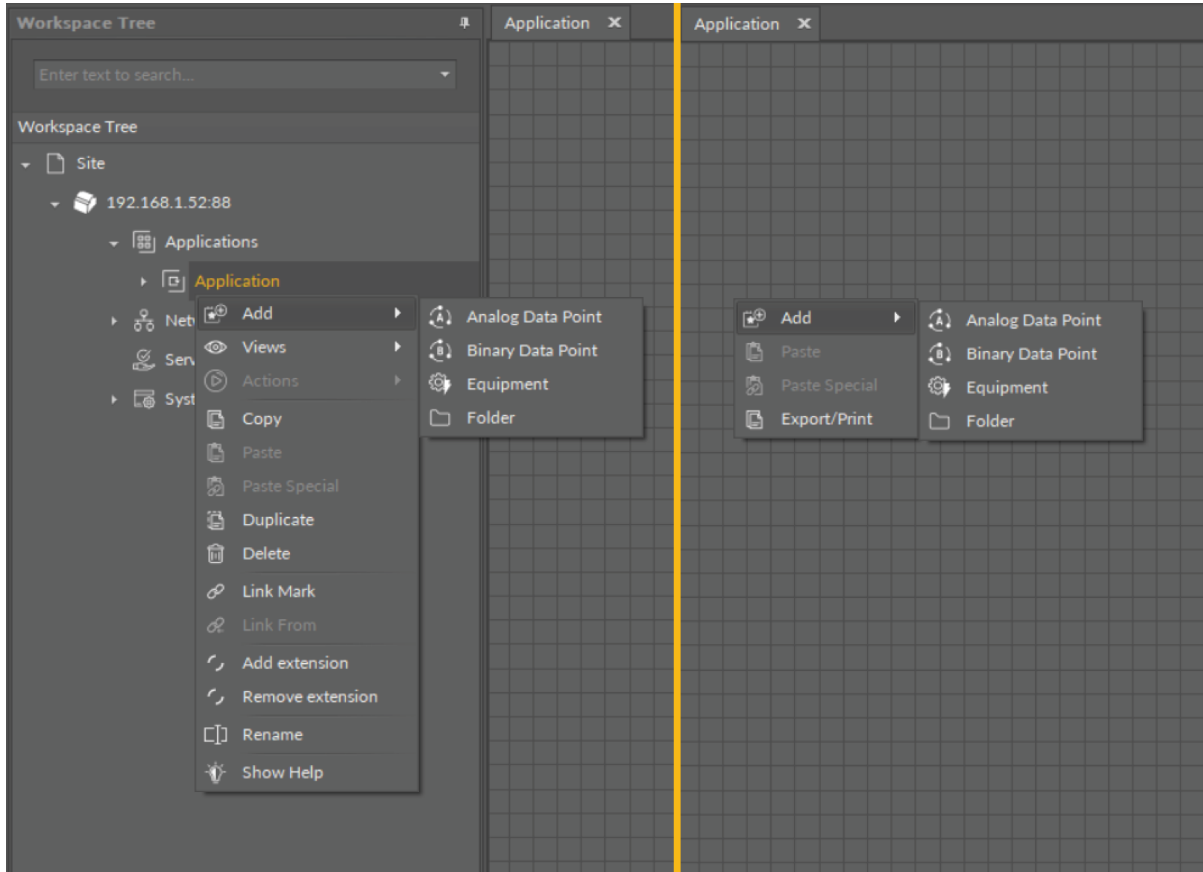 Workspace Tree
Enter text to search...
Workspace Tree
Site
192.168.1.52:88
Applications
Application
Net
Serv
Syst
Add
Views
Actions
Copy
Paste
Paste Special
Duplicate
Delete
Link Mark
Link From
Add extension
Remove extension
Rename
Show Help
Application
Analog Data Point
Binary Data Point
Equipment
Folder
Application
Add
Paste
Paste Special
Export/Print
Analog Data Point
Binary Data Point
Equipment
Folder